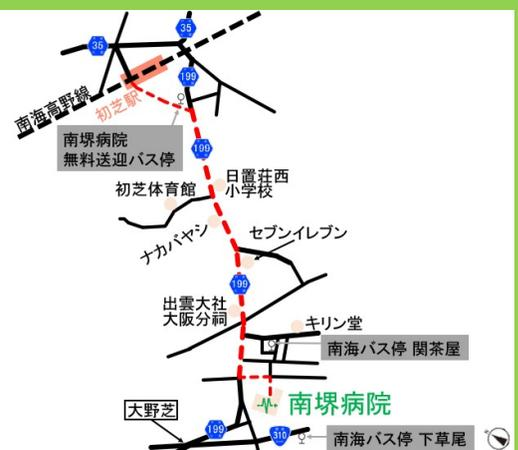 35
35
199
南海高野線
初芝駅
南堺病院
無料送迎バス停
199
日置荘西
小学校
初芝体育館
ナカバヤシ
セブンイレブン
199
出雲大社
大阪分祠
キリン堂
南海バス停 関茶屋
南堺病院
大野芝
199
310
南海バス停 下草尾